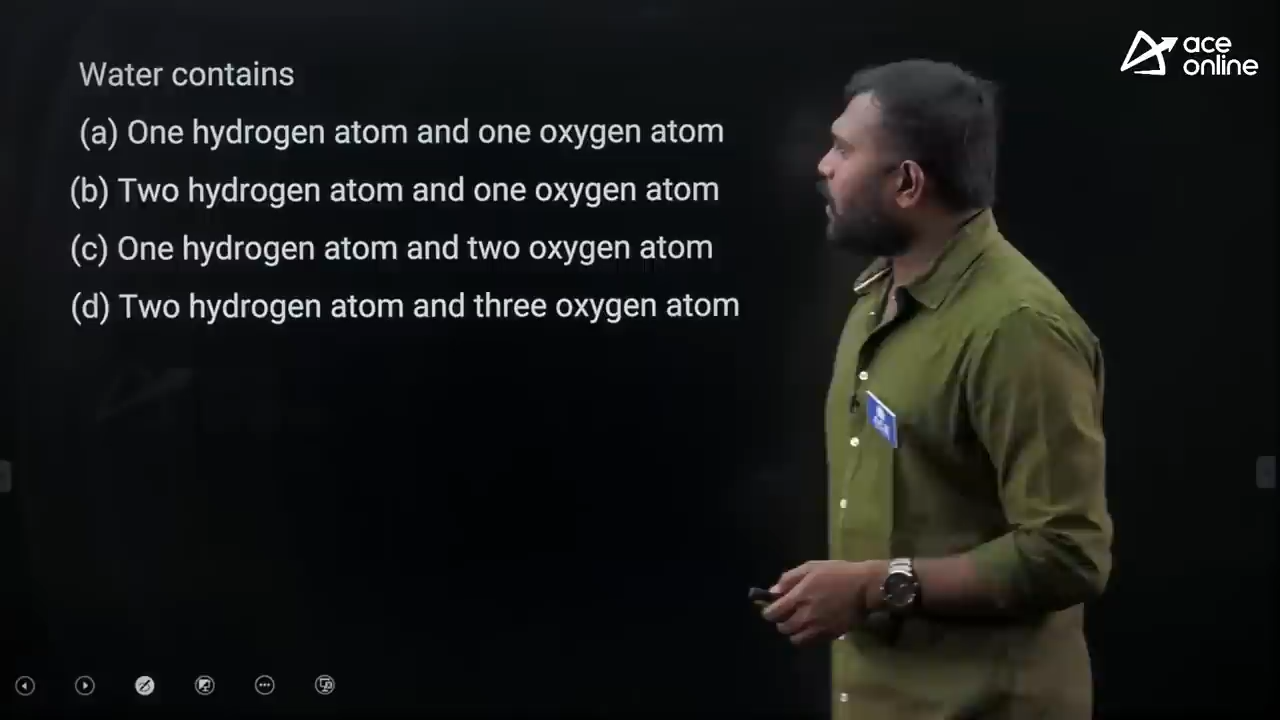 Water contains
(a) One hydrogen atom and one oxygen atom
(b) Two hydrogen atom and one oxygen atom
(c) One hydrogen atom and two oxygen atom
(d) Two hydrogen atom and three oxygen atom
ace
online